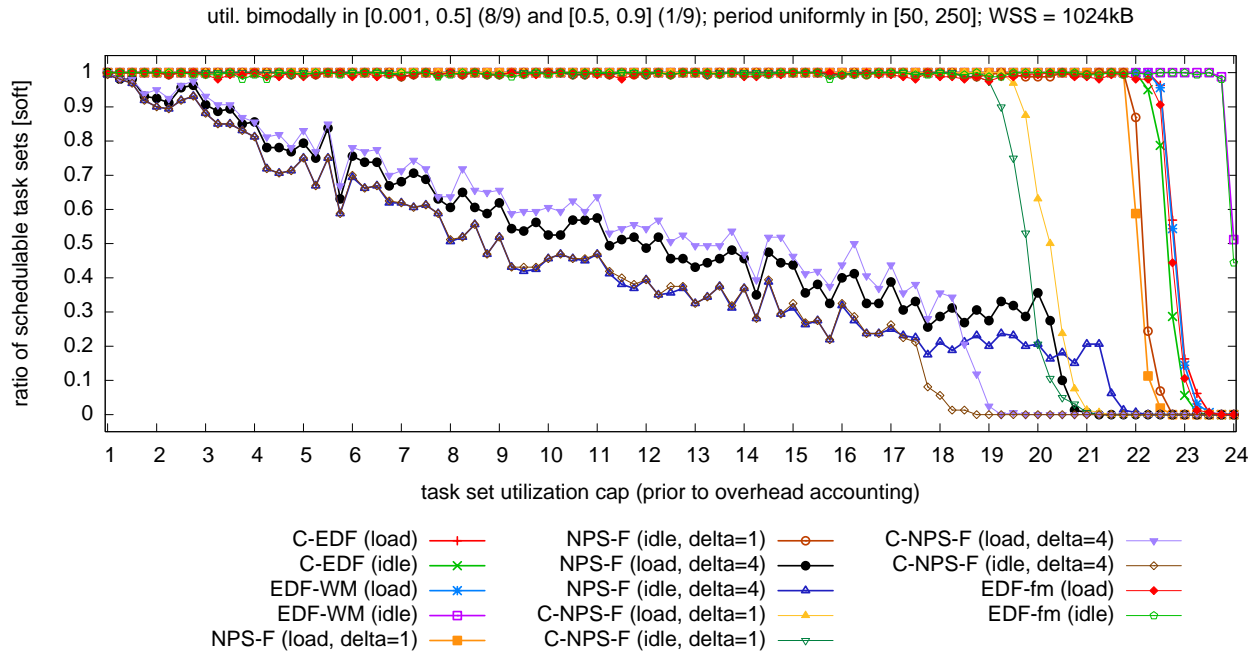 util. bimodally in [0.001, 0.5] (8/9) and [0.5, 0.9] (1/9); period uniformly in [50, 250]; WSS = 1024kB
ratio of schedulable task sets [soft]
1
0.9
0.8
0.7
0.6
0.5
0.4
0.3
0.2
0.1
0
1 2 3 4 5 6 7 8 9 10 11 12 13 14 15 16 17 18 19 20 21 22 23 24
task set utilization cap (prior to overhead accounting)
C-EDF (load)
C-EDF (idle)
EDF-WM (load)
EDF-WM (idle)
NPS-F (load, delta=1)
NPS-F (idle, delta=1)
NPS-F (load, delta=4)
NPS-F (idle, delta=4)
C-NPS-F (load, delta=1)
C-NPS-F (idle, delta=1)
C-NPS-F (load, delta=4)
C-NPS-F (idle, delta=4)
EDF-fm (load)
EDF-fm (idle)